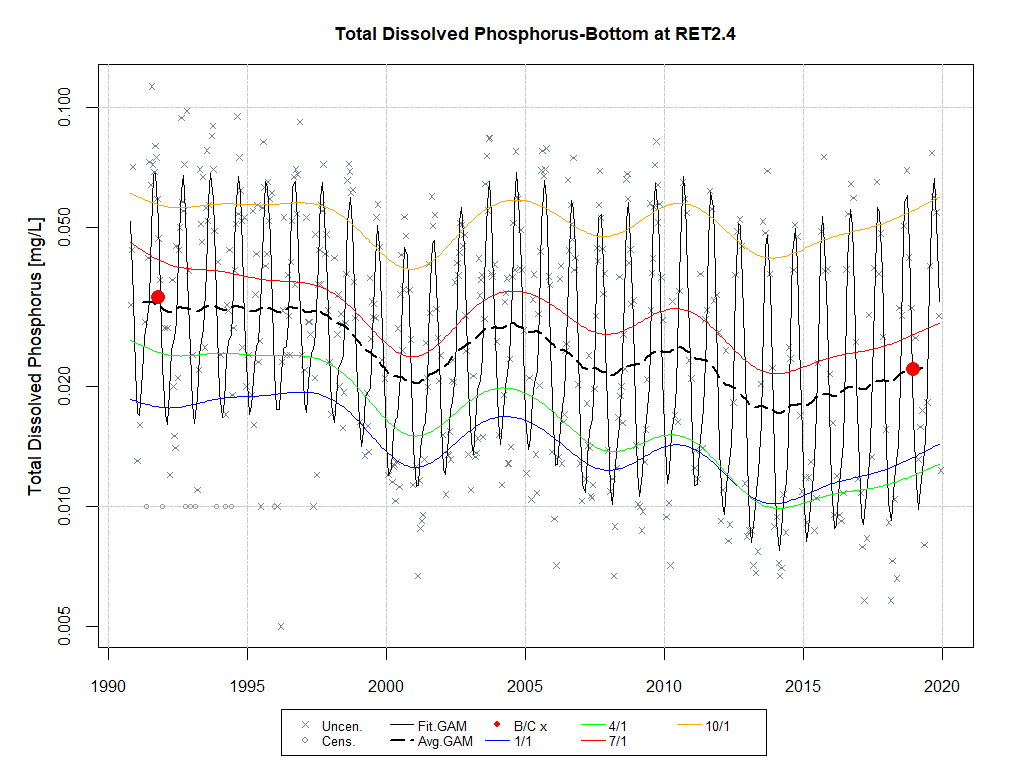 Total Dissolved Phosphorus-Bottom at RET2.4
Total Dissolved Phosphorus [mg/L]
0.100
0.050
0.020
0.010
0.005
1990 1995 2000 2005 2010 2015 2020
Uncen. Fit.GAM B/C x 4/1 10/1
Cens. Avg.GAM 1/1 7/1